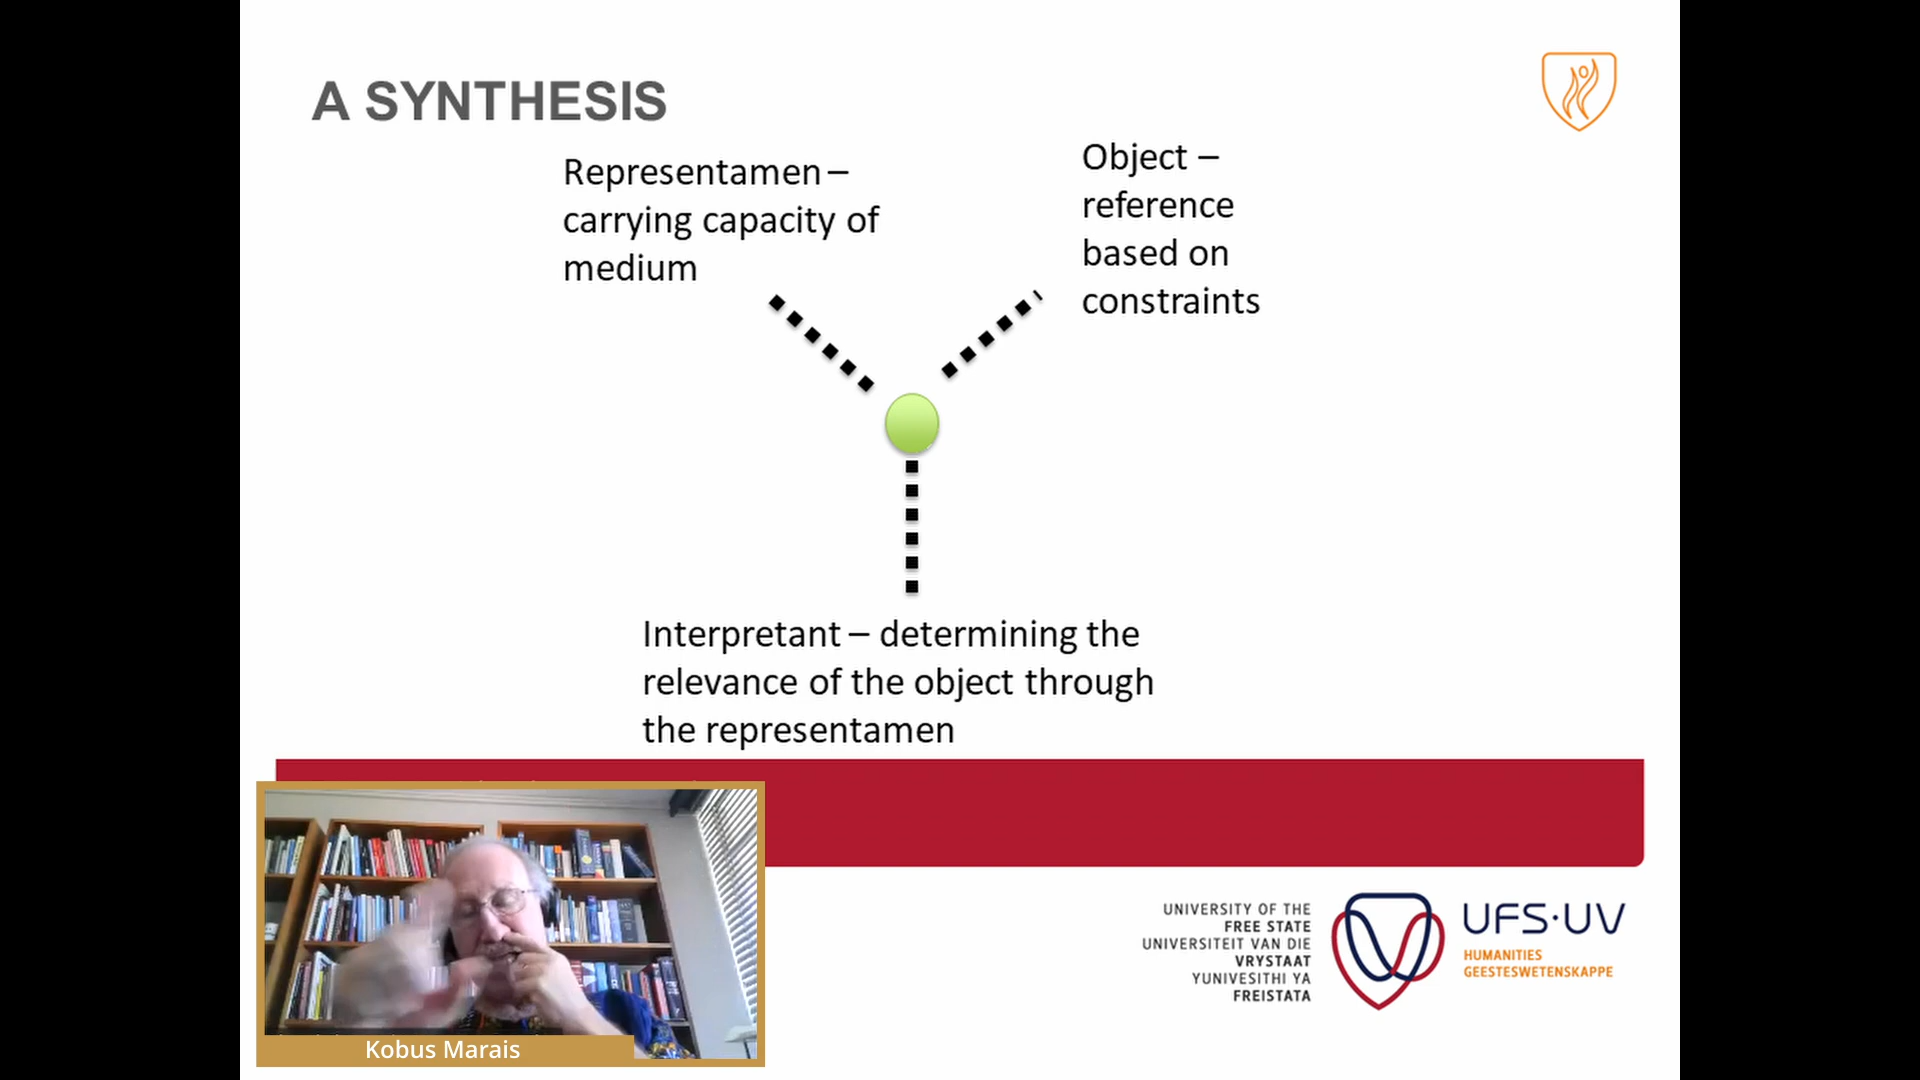 A SYNTHESIS
Representamen –
carrying capacity of
medium
Object –
reference
based on
constraints
Interpretant – determining the
relevance of the object through
the representamen
UNIVERSITY OF THE
FREE STATE
UNIVERSITEIT VAN DIE
VRYSTAAT
YUNIVESITHI YA
FREISTATA
UFS·UV
HUMANITIES
GEESTESWETENSKAPPE
Kobus Marais